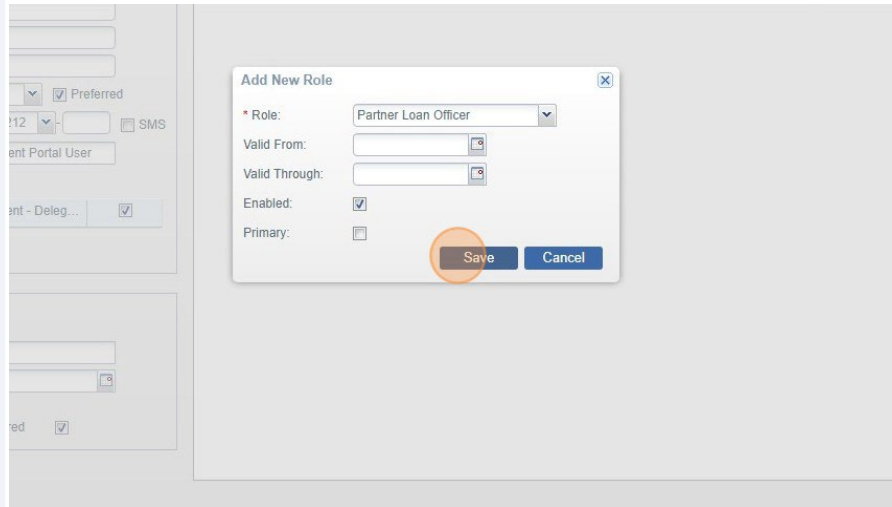 Add New Role
* Role: Partner Loan Officer
Valid From:
Valid Through:
Enabled:
Primary:
Save Cancel
Preferred
212 - SMS
ent Portal User
ent - Deleg...
red